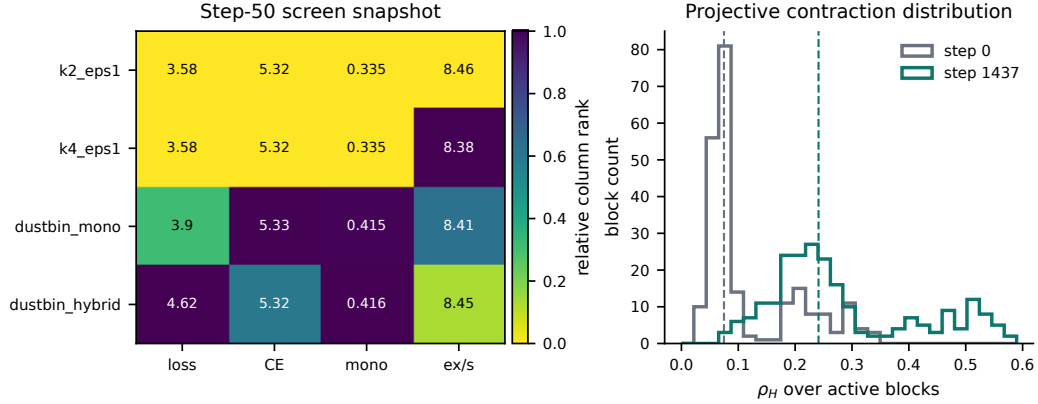 Step-50 screen snapshot
k2_eps1
k4_eps1
dustbin_mono
dustbin_hybrid
3.58 5.32 0.335 8.46
3.58 5.32 0.335 8.38
3.9 5.33 0.415 8.41
4.62 5.32 0.416 8.45
loss CE mono ex/s
1.0
0.8
0.6
0.4
0.2
0.0
relative column rank
Projective contraction distribution
step 0
step 1437
block count
80
70
60
50
40
30
20
10
0
0.0 0.1 0.2 0.3 0.4 0.5 0.6
ρH over active blocks